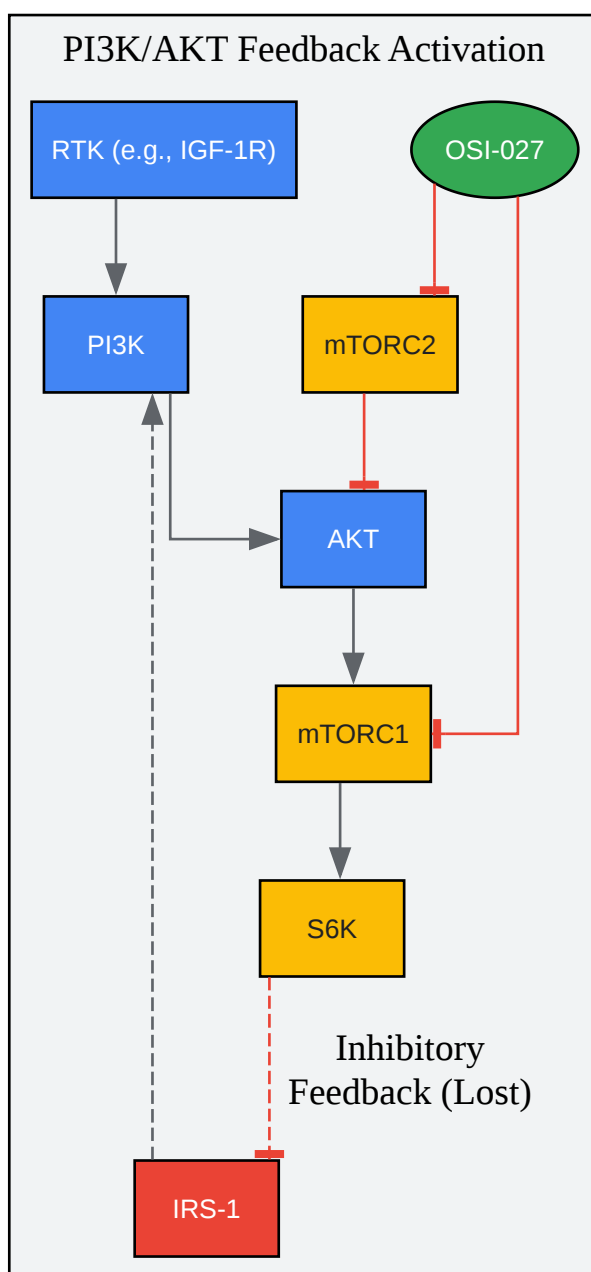 PI3K/AKT Feedback Activation
RTK (e.g., IGF-1R)
OSI-027
PI3K
mTORC2
AKT
mTORC1
S6K
Inhibitory
Feedback (Lost)
IRS-1